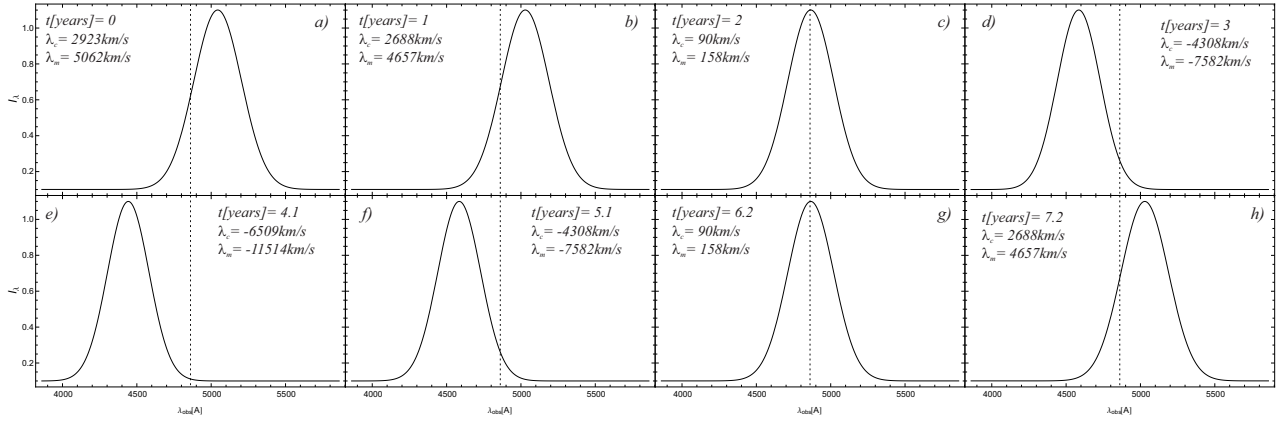 t[years]= 0
λc= 2923km/s
λm= 5062km/s
a)
t[years]= 1
λc= 2688km/s
λm= 4657km/s
b)
t[years]= 2
λc= 90km/s
λm= 158km/s
c)
d)
t[years]= 3
λc= -4308km/s
λm= -7582km/s
Iλ
1.0
0.8
0.6
0.4
0.2
e)
t[years]= 4.1
λc= -6509km/s
λm= -11514km/s
f)
t[years]= 5.1
λc= -4308km/s
λm= -7582km/s
t[years]= 6.2
λc= 90km/s
λm= 158km/s
g)
t[years]= 7.2
λc= 2688km/s
λm= 4657km/s
h)
Iλ
1.0
0.8
0.6
0.4
0.2
4000 4500 5000 5500
4000 4500 5000 5500
4000 4500 5000 5500
4000 4500 5000 5500
λobs[A]
λobs[A]
λobs[A]
λobs[A]